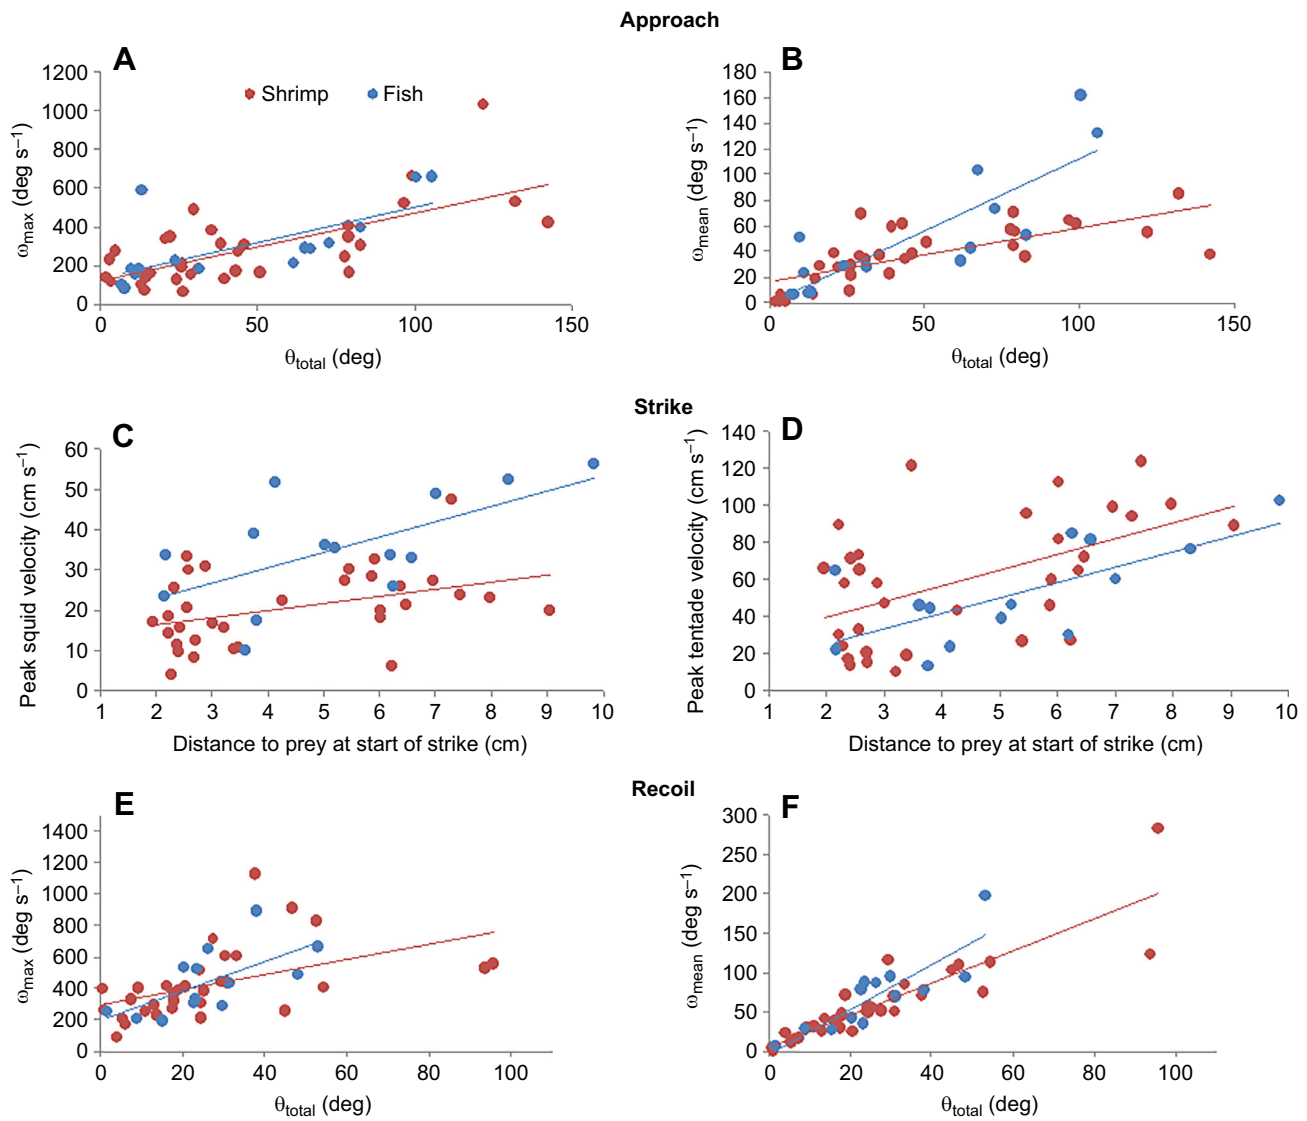 Approach
A
1200
1000
800
600
400
200
0
0 50 100 150
ωmax (deg s–1)
θtotal (deg)
Shrimp Fish
B
180
160
140
120
100
80
60
40
20
0
0 50 100 150
ωmean (deg s–1)
θtotal (deg)
Strike
C
60
50
40
30
20
10
0
1 2 3 4 5 6 7 8 9 10
Peak squid velocity (cm s–1)
Distance to prey at start of strike (cm)
D
140
120
100
80
60
40
20
0
1 2 3 4 5 6 7 8 9 10
Peak tentade velocity (cm s–1)
Distance to prey at start of strike (cm)
Recoil
E
1400
1200
1000
800
600
400
200
0
0 20 40 60 80 100
ωmax (deg s–1)
θtotal (deg)
F
300
250
200
150
100
50
0
0 20 40 60 80 100
ωmean (deg s–1)
θtotal (deg)